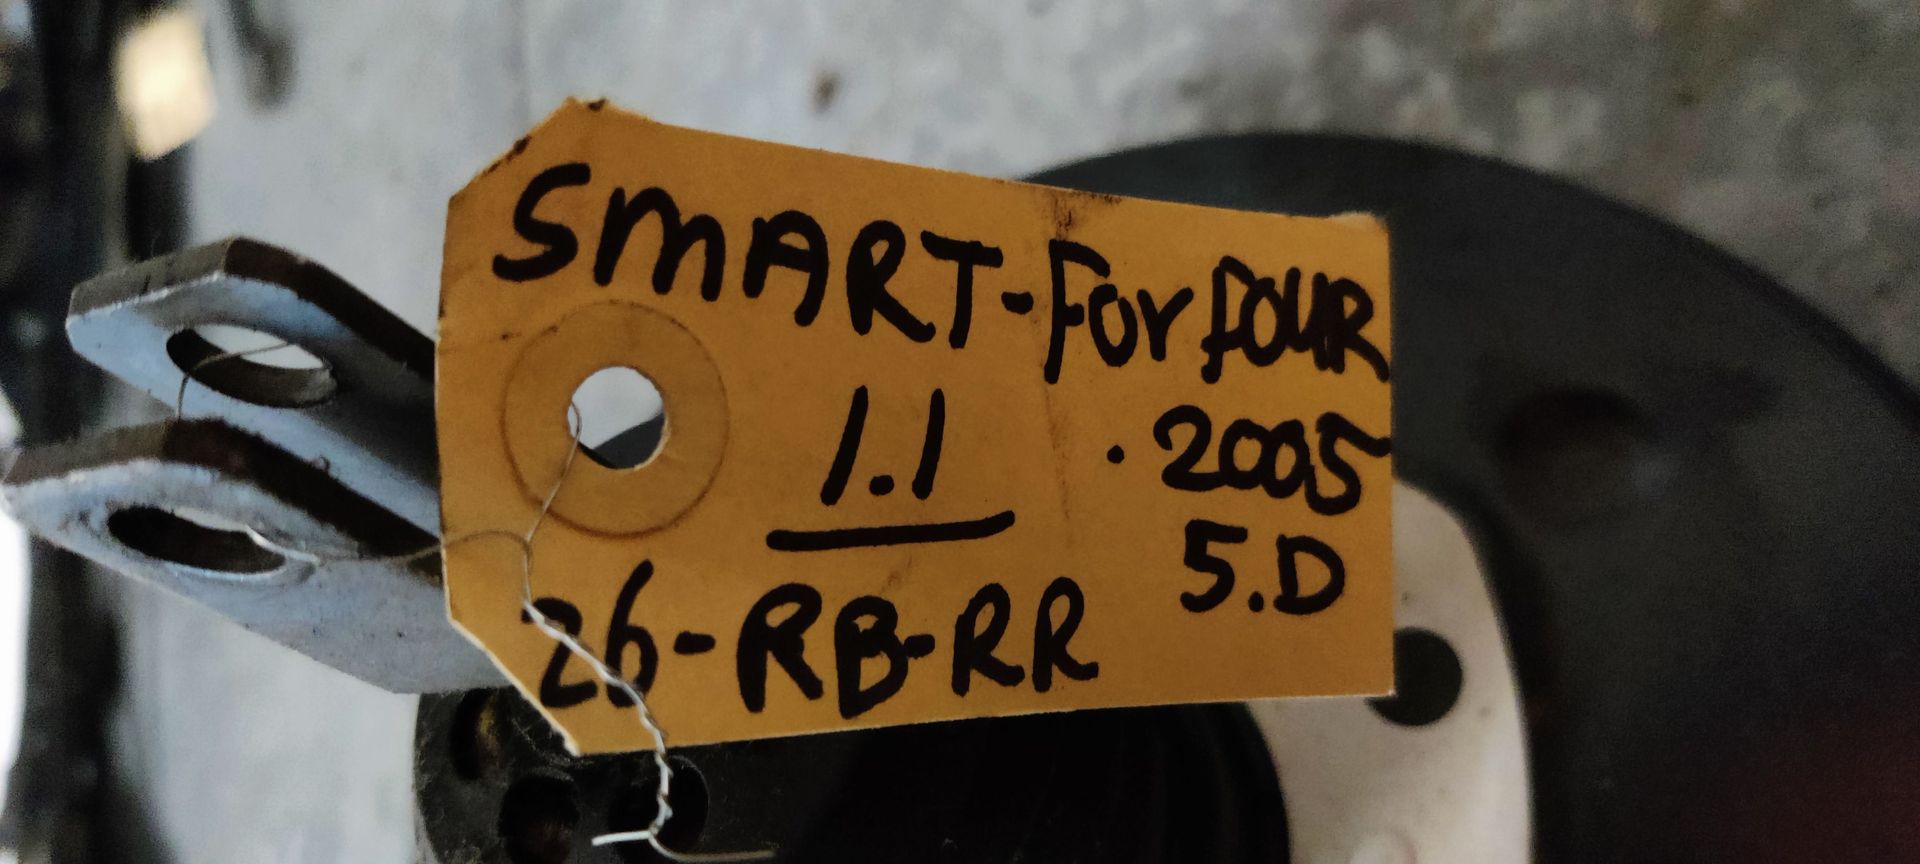 SMART-FOr FOUR
1.1 . 2005
5.D
26-RB-RR